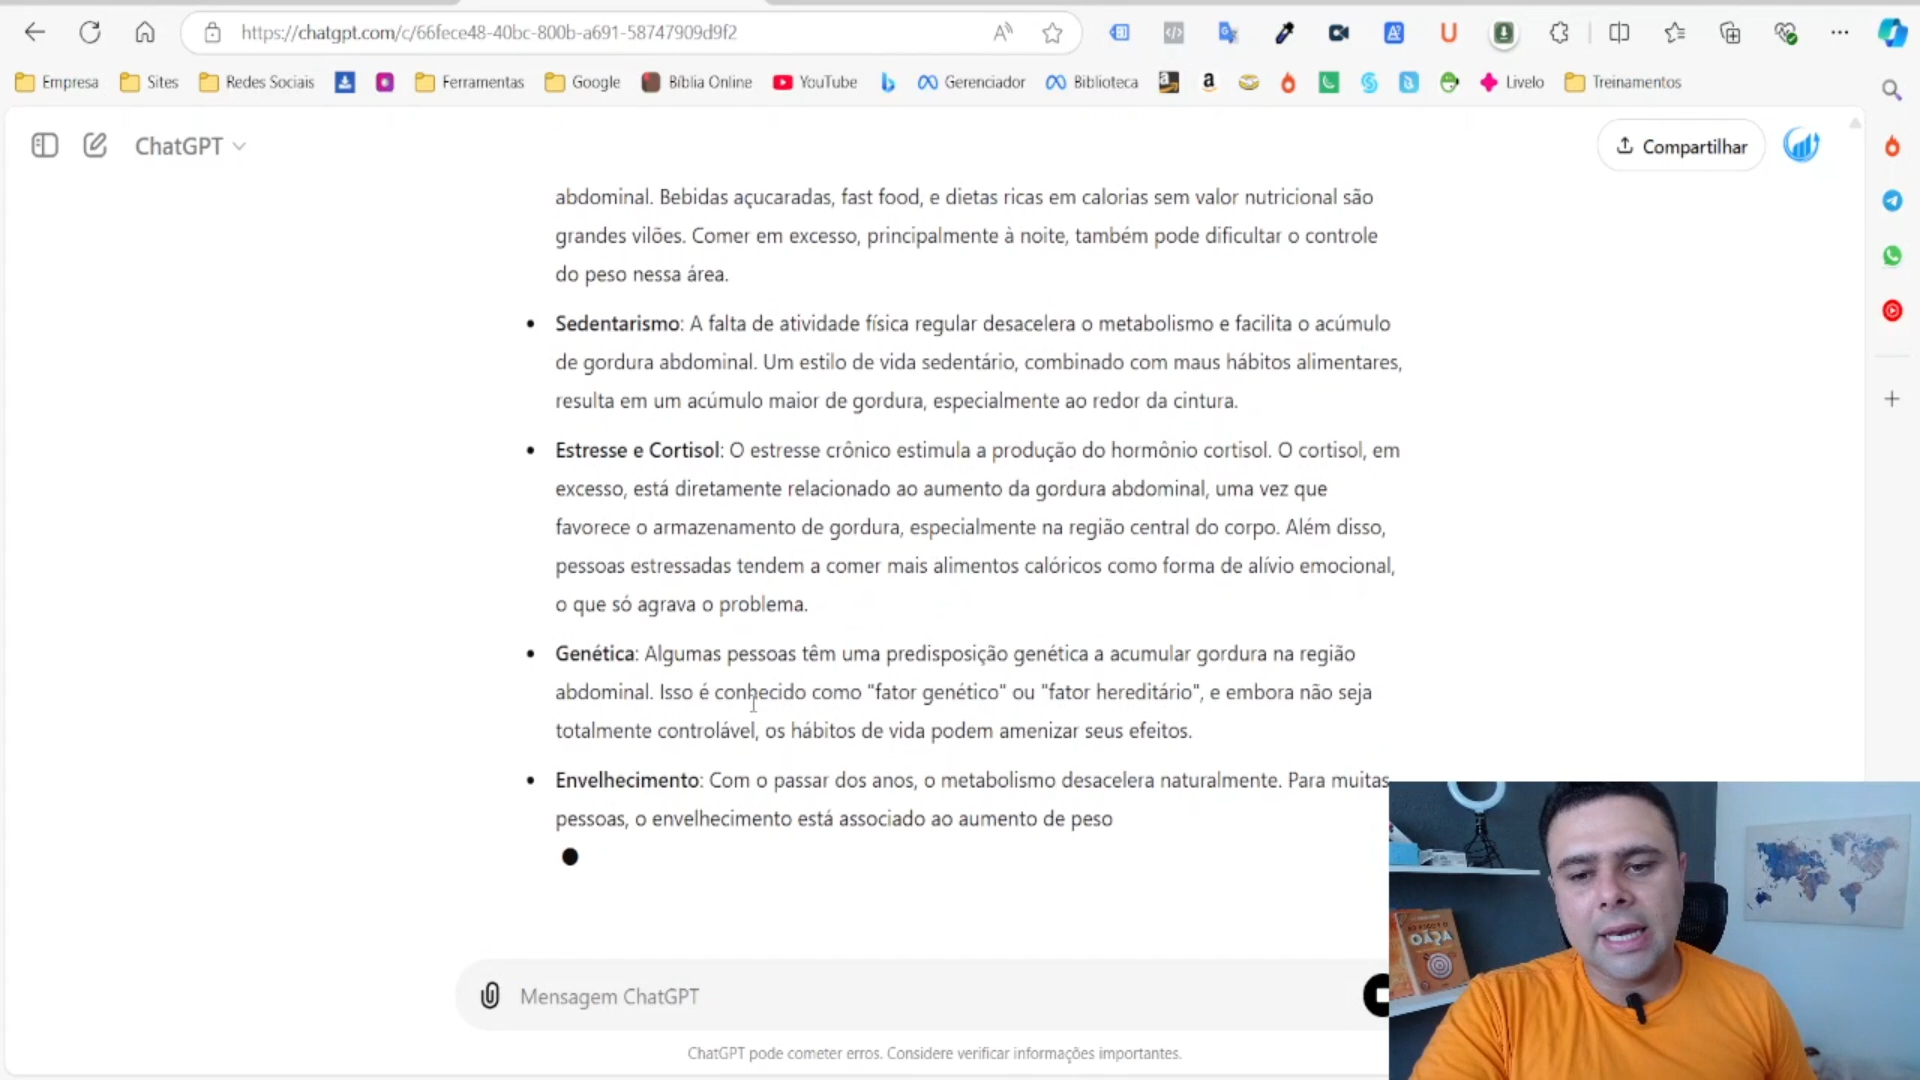 https://chatgpt.com/c/66fece48-40bc-800b-a691-58747909d9f2
Empresa Sites Redes Sociais Ferramentas Google Bíblia Online YouTube Gerenciador Biblioteca Livelo Treinamentos
ChatGPT
Compartilhar
abdominal. Bebidas açucaradas, fast food, e dietas ricas em calorias sem valor nutricional são
grandes vilões. Comer em excesso, principalmente à noite, também pode dificultar o controle
do peso nessa área.
• Sedentarismo: A falta de atividade física regular desacelera o metabolismo e facilita o acúmulo
de gordura abdominal. Um estilo de vida sedentário, combinado com maus hábitos alimentares,
resulta em um acúmulo maior de gordura, especialmente ao redor da cintura.
• Estresse e Cortisol: O estresse crônico estimula a produção do hormônio cortisol. O cortisol, em
excesso, está diretamente relacionado ao aumento da gordura abdominal, uma vez que
favorece o armazenamento de gordura, especialmente na região central do corpo. Além disso,
pessoas estressadas tendem a comer mais alimentos calóricos como forma de alívio emocional,
o que só agrava o problema.
• Genética: Algumas pessoas têm uma predisposição genética a acumular gordura na região
abdominal. Isso é conhecido como "fator genético" ou "fator hereditário", e embora não seja
totalmente controlável, os hábitos de vida podem amenizar seus efeitos.
• Envelhecimento: Com o passar dos anos, o metabolismo desacelera naturalmente. Para muitas
pessoas, o envelhecimento está associado ao aumento de peso
Mensagem ChatGPT
ChatGPT pode cometer erros. Considere verificar informações importantes.